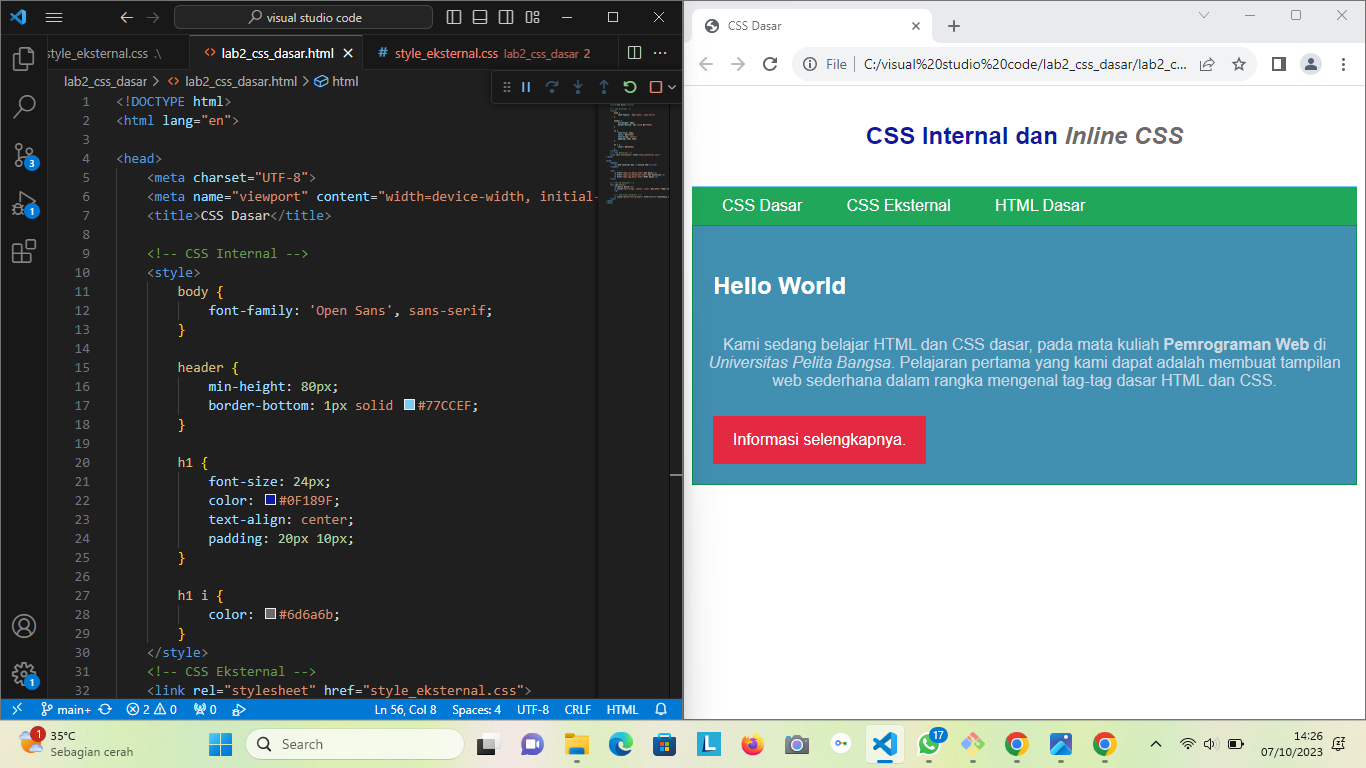 visual studio code
style_eksternal.css .\
lab2_css_dasar.html
# style_eksternal.css lab2_css_dasar 2
lab2_css_dasar > lab2_css_dasar.html > html
1 <!DOCTYPE html>
2 <html lang="en">
3
4 <head>
5 <meta charset="UTF-8">
6 <meta name="viewport" content="width=device-width, initial-
7 <title>CSS Dasar</title>
8
9 <!-- CSS Internal -->
10 <style>
11 body {
12 font-family: 'Open Sans', sans-serif;
13 }
14
15 header {
16 min-height: 80px;
17 border-bottom: 1px solid #77CCEF;
18 }
19
20 h1 {
21 font-size: 24px;
22 color: #0F189F;
23 text-align: center;
24 padding: 20px 10px;
25 }
26
27 h1 i {
28 color: #6d6a6b;
29 }
30 </style>
31 <!-- CSS Eksternal -->
32 <link rel="stylesheet" href="style_eksternal.css">
3
1
1
main+ 2 0 0 Ln 56, Col 8 Spaces: 4 UTF-8 CRLF HTML
CSS Dasar
File | C:/visual%20studio%20code/lab2_css_dasar/lab2_c...
CSS Internal dan Inline CSS
CSS Dasar CSS Eksternal HTML Dasar
Hello World
Kami sedang belajar HTML dan CSS dasar, pada mata kuliah Pemrograman Web di
Universitas Pelita Bangsa. Pelajaran pertama yang kami dapat adalah membuat tampilan
web sederhana dalam rangka mengenal tag-tag dasar HTML dan CSS.
Informasi selengkapnya.
1
35°C
Sebagian cerah
Search
L
17
14:26
07/10/2023